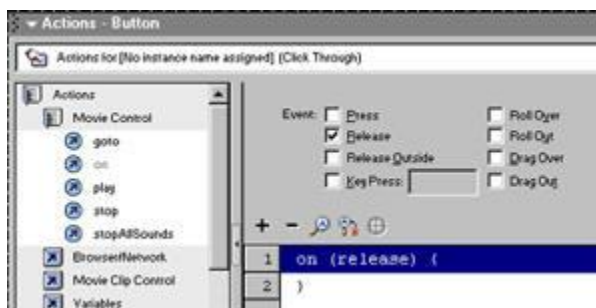 Actions - Button
Actions for [No instance name assigned] (Click Through)
Actions
Movie Control
goto
on
play
stop
stopAllSounds
Browser/Network
Movie Clip Control
Variables
Event:
Press
Release
Release Outside
Key Press:
Roll Over
Roll Out
Drag Over
Drag Out
1 on (release) {
2 }